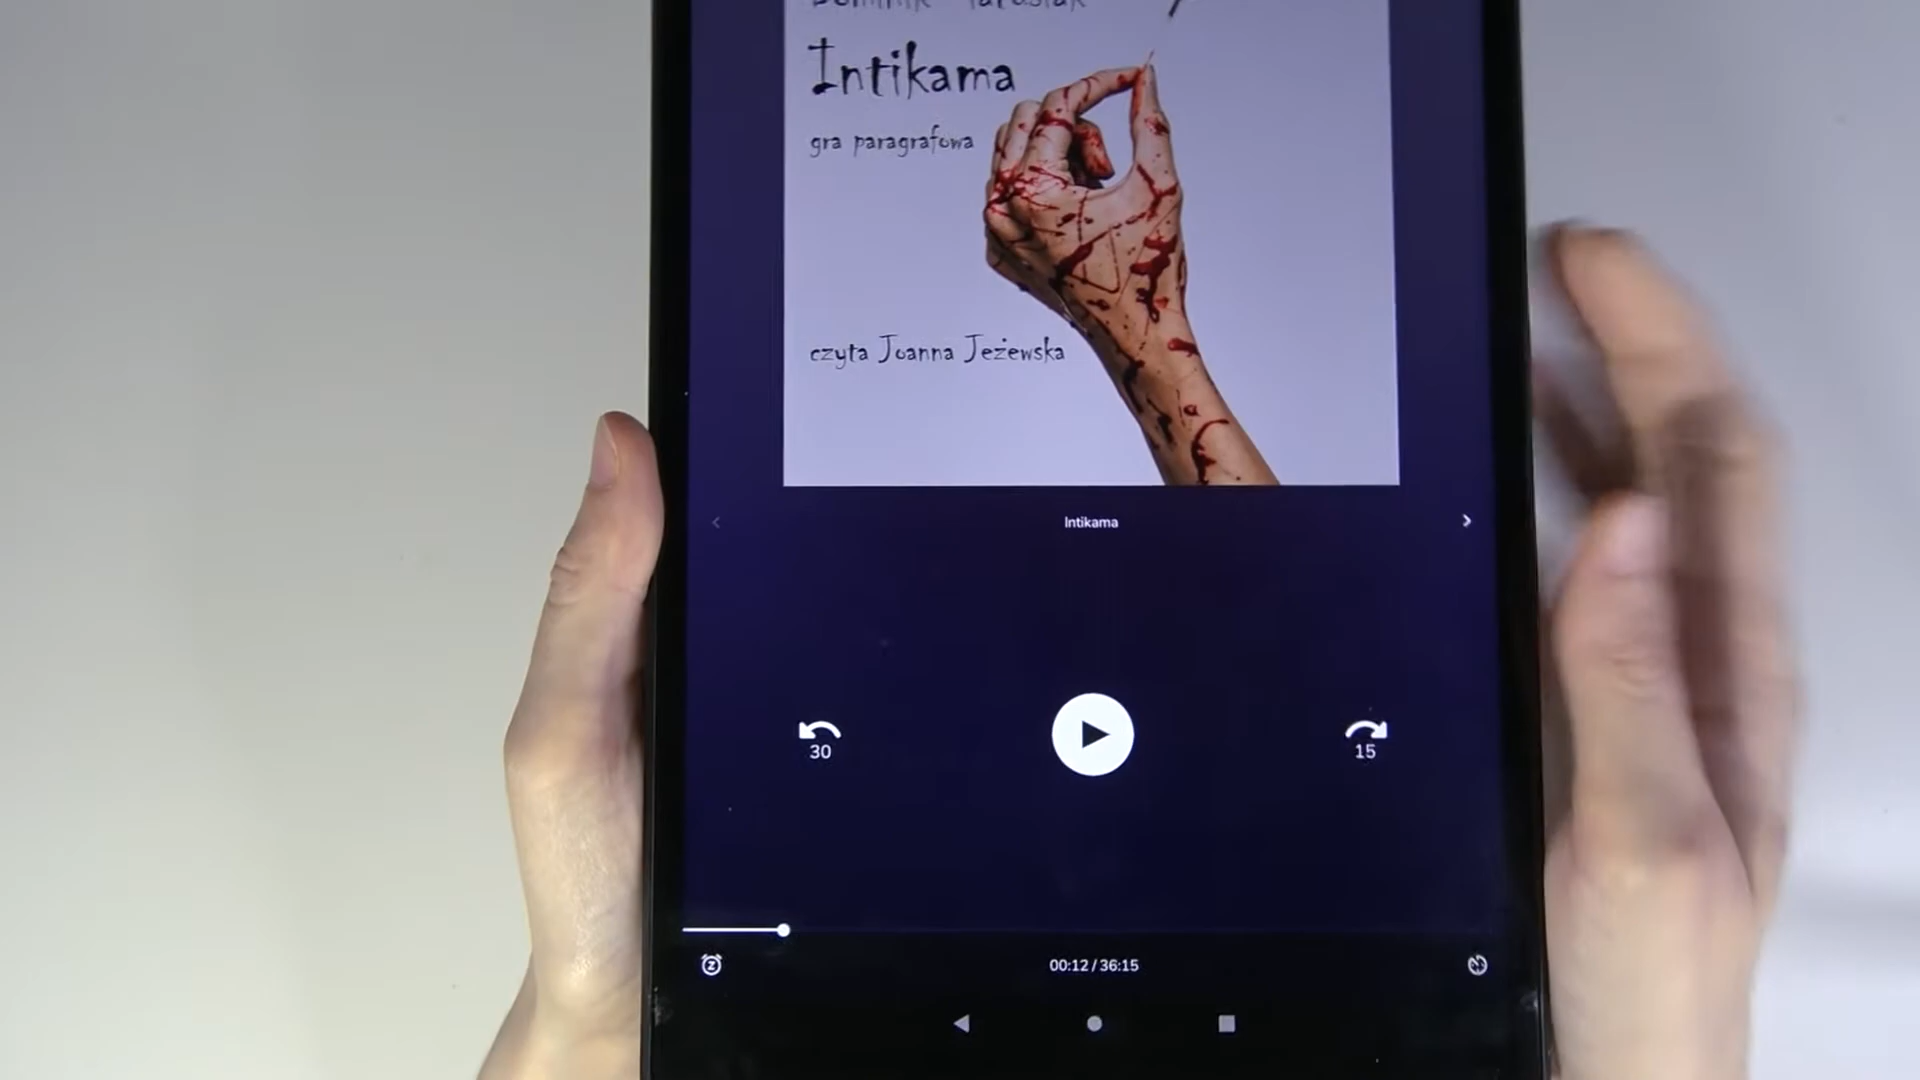 Intikama
gra paragrafowa
czyta Joanna Jeżewska
Intikama
30
15
00:12 / 36:15